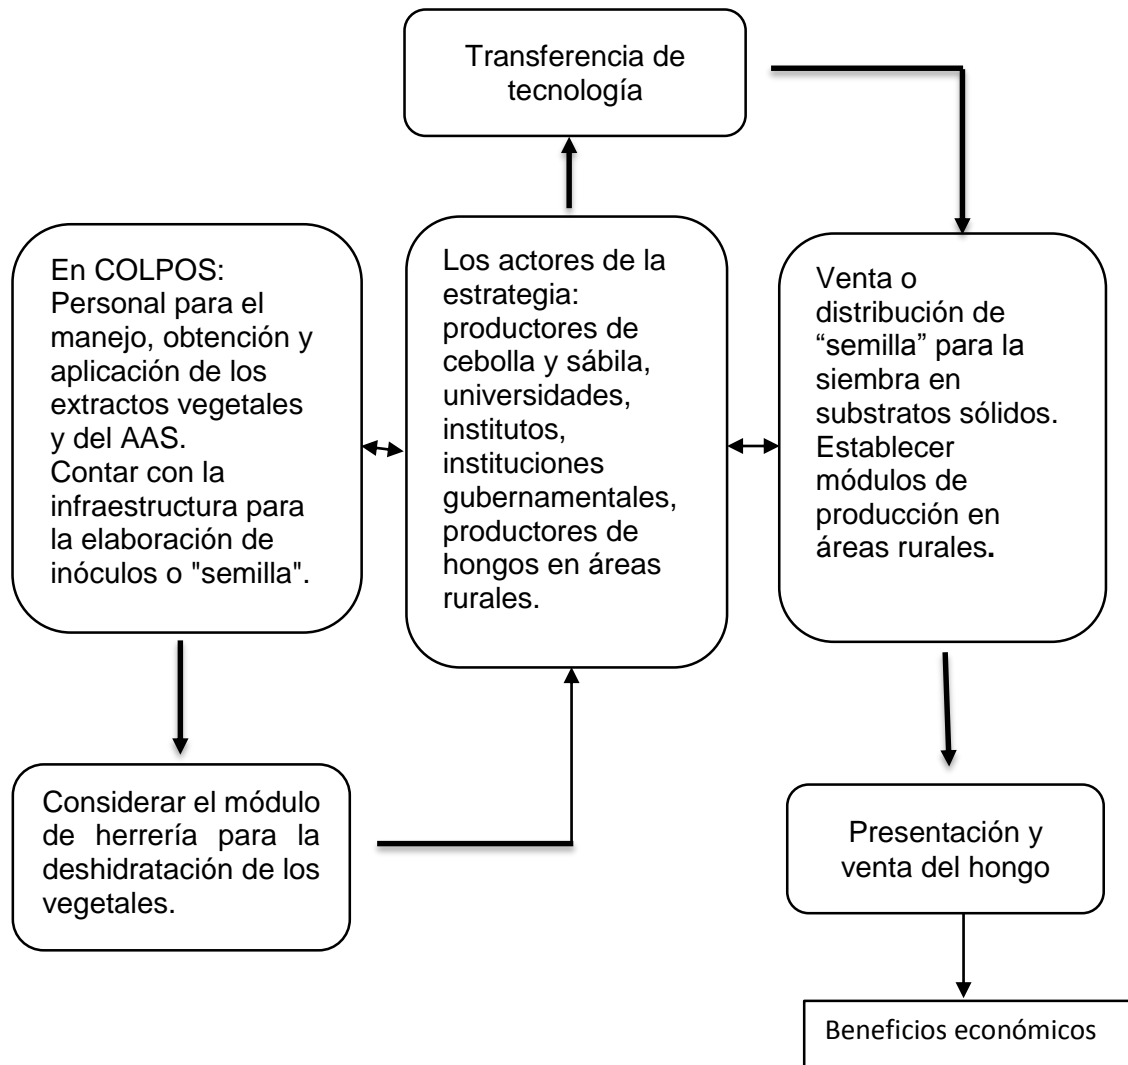 Transferencia de
tecnología
En COLPOS:
Personal para el
manejo, obtención y
aplicación de los
extractos vegetales
y del AAS.
Contar con la
infraestructura para
la elaboración de
inóculos o "semilla".
Los actores de la
estrategia:
productores de
cebolla y sábila,
universidades,
institutos,
instituciones
gubernamentales,
productores de
hongos en áreas
rurales.
Venta o
distribución de
“semilla” para la
siembra en
substratos sólidos.
Establecer
módulos de
producción en
áreas rurales.
Considerar el módulo
de herrería para la
deshidratación de los
vegetales.
Presentación y
venta del hongo
Beneficios económicos